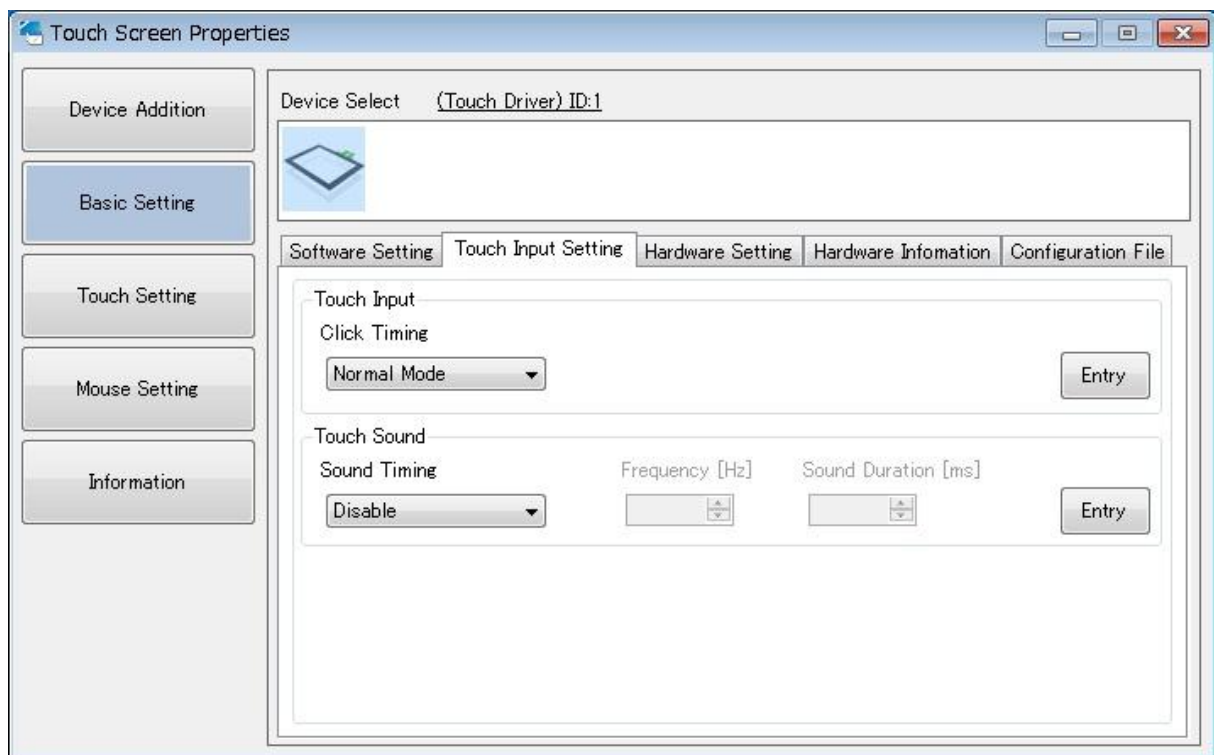 Touch Screen Properties
Device Addition
Basic Setting
Touch Setting
Mouse Setting
Information
Device Select (Touch Driver) ID:1
Software Setting Touch Input Setting Hardware Setting Hardware Infomation Configuration File
Touch Input
Click Timing
Normal Mode Entry
Touch Sound
Sound Timing Frequency [Hz] Sound Duration [ms]
Disable Entry